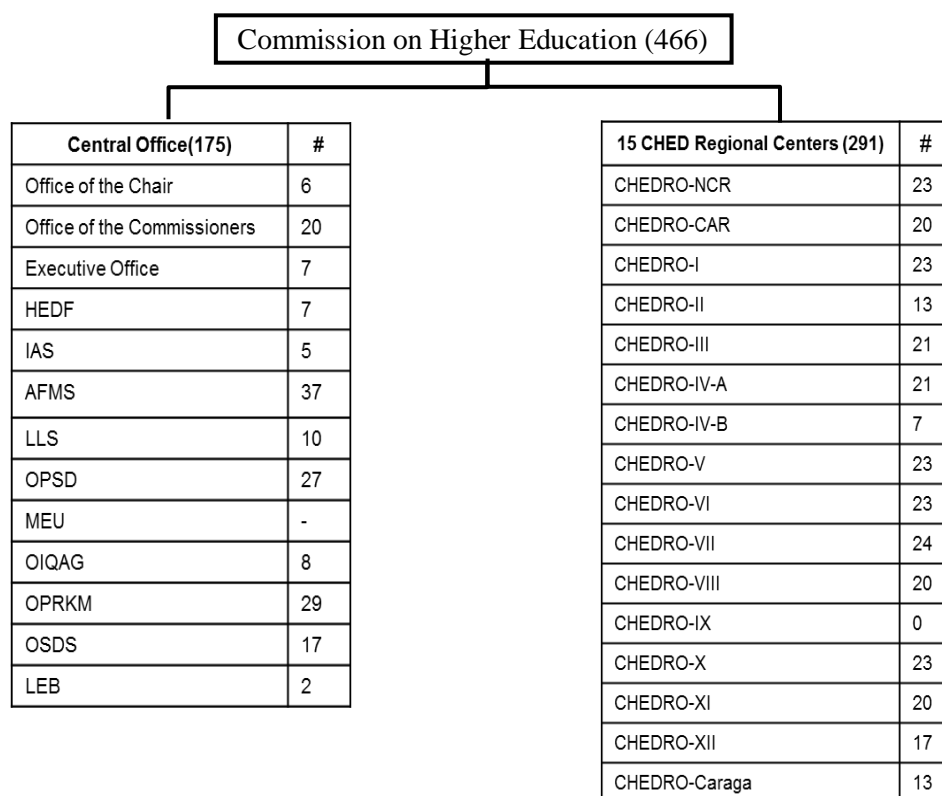 Commission on Higher Education (466)
Central Office(175) #
Office of the Chair 6
Office of the Commissioners 20
Executive Office 7
HEDF 7
IAS 5
AFMS 37
LLS 10
OPSD 27
MEU -
OIQAG 8
OPRKM 29
OSDS 17
LEB 2
15 CHED Regional Centers (291) #
CHEDRO-NCR 23
CHEDRO-CAR 20
CHEDRO-I 23
CHEDRO-II 13
CHEDRO-III 21
CHEDRO-IV-A 21
CHEDRO-IV-B 7
CHEDRO-V 23
CHEDRO-VI 23
CHEDRO-VII 24
CHEDRO-VIII 20
CHEDRO-IX 0
CHEDRO-X 23
CHEDRO-XI 20
CHEDRO-XII 17
CHEDRO-Caraga 13